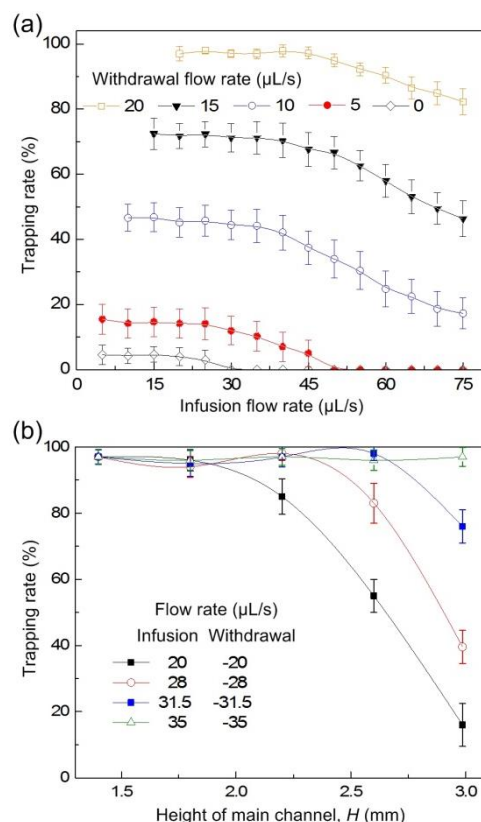 (a)
100
80
60
40
20
0
Trapping rate (%)
Withdrawal flow rate (µL/s)
20 15 10 5 0
15 30 45 60 75
Infusion flow rate (µL/s)
(b)
100
80
60
40
20
0
Trapping rate (%)
Flow rate (µL/s)
Infusion Withdrawal
20 -20
28 -28
31.5 -31.5
35 -35
1.5 2.0 2.5 3.0
Height of main channel, H (mm)